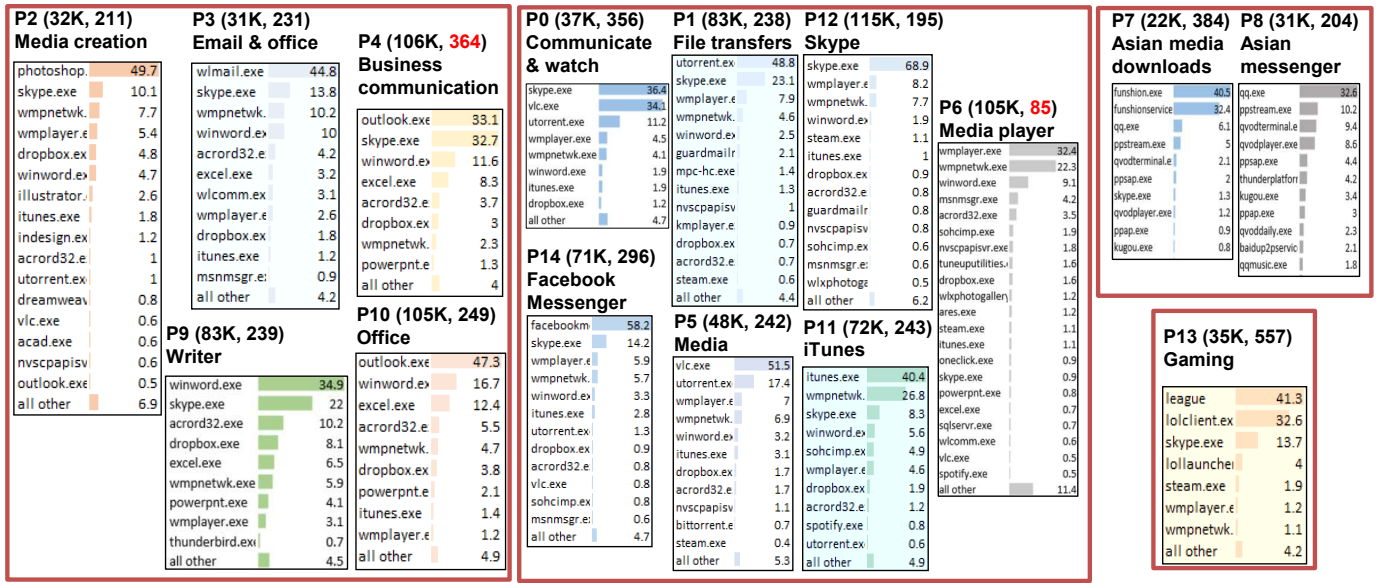 P2 (32K, 211)
Media creation
photoshop. 49.7
skype.exe 10.1
wmpnetwk. 7.7
wmplayer.e 5.4
dropbox.ex 4.8
winword.ex 4.7
illustrator. 2.6
itunes.exe 1.8
indesign.ex 1.2
acrord32.e 1
utorrent.ex 1
dreamweav 0.8
vlc.exe 0.6
acad.exe 0.6
nvscpapisv 0.6
outlook.exe 0.5
all other 6.9
P3 (31K, 231)
Email & office
wlmail.exe 44.8
skype.exe 13.8
wmpnetwk. 10.2
winword.ex 10
acrord32.e 4.2
excel.exe 3.2
wlcomm.ex 3.1
wmplayer.e 2.6
dropbox.ex 1.8
itunes.exe 1.2
msnmsgr.e: 0.9
all other 4.2
P4 (106K, 364)
Business
communication
outlook.exe 33.1
skype.exe 32.7
winword.ex 11.6
excel.exe 8.3
acrord32.e 3.7
dropbox.ex 3
wmpnetwk. 2.3
powerpnt.e 1.3
all other 4
P9 (83K, 239)
Writer
winword.exe 34.9
skype.exe 22
acrord32.exe 10.2
dropbox.exe 8.1
excel.exe 6.5
wmpnetwk.exe 5.9
powerpnt.exe 4.1
wmplayer.exe 3.1
thunderbird.exe 0.7
all other 4.5
P10 (105K, 249)
Office
outlook.exe 47.3
winword.ex 16.7
excel.exe 12.4
acrord32.e 5.5
wmpnetwk. 4.7
dropbox.ex 3.8
powerpnt.e 2.1
itunes.exe 1.4
wmplayer.e 1.2
all other 4.9
P0 (37K, 356)
Communicate
& watch
skype.exe 36.4
vlc.exe 34.1
utorrent.exe 11.2
wmplayer.exe 4.5
wmpnetwk.exe 4.1
winword.exe 1.9
itunes.exe 1.9
dropbox.exe 1.2
all other 4.7
P14 (71K, 296)
Facebook
Messenger
facebookm 58.2
skype.exe 14.2
wmplayer.e 5.9
wmpnetwk. 5.7
winword.ex 3.3
itunes.exe 2.8
utorrent.ex 1.3
dropbox.ex 0.9
acrord32.e 0.8
vlc.exe 0.8
sohcimp.ex 0.8
msnmsgr.e: 0.6
all other 4.7
P1 (83K, 238)
File transfers
utorrent.ex 48.8
skype.exe 23.1
wmplayer.e 7.9
wmpnetwk. 4.6
winword.ex 2.5
guardmailr 2.1
mpc-hc.exe 1.4
itunes.exe 1.3
nvscpapisv 1
kmplayer.e 0.9
dropbox.ex 0.7
acrord32.e 0.7
steam.exe 0.6
all other 4.4
P5 (48K, 242)
Media
vlc.exe 51.5
utorrent.ex 17.4
wmplayer.e 7
wmpnetwk. 6.9
winword.ex 3.2
itunes.exe 3.1
dropbox.ex 1.7
acrord32.e 1.7
nvscpapisv 1.1
bittorrent.e 0.7
steam.exe 0.4
all other 5.3
P12 (115K, 195)
Skype
skype.exe 68.9
wmplayer.e 8.2
wmpnetwk. 7.7
winword.ex 1.9
steam.exe 1.1
itunes.exe 1
dropbox.ex 0.9
acrord32.e 0.8
guardmailr 0.8
nvscpapisv 0.8
sohcimp.ex 0.6
msnmsgr.e: 0.6
wlxphotoga 0.5
all other 6.2
P11 (72K, 243)
iTunes
itunes.exe 40.4
wmpnetwk. 26.8
skype.exe 8.3
winword.ex 5.6
sohcimp.ex 4.9
wmplayer.e 4.6
dropbox.ex 1.9
acrord32.e 1.2
spotify.exe 0.8
utorrent.ex 0.6
all other 4.9
P6 (105K, 85)
Media player
wmplayer.exe 32.4
wmpnetwk.exe 22.3
winword.exe 9.1
msnmsgr.exe 4.2
acrord32.exe 3.5
sohcimp.exe 1.9
nvscpapisvr.exe 1.8
tuneuputilities. 1.6
dropbox.exe 1.6
wlxphotogallery 1.2
ares.exe 1.2
steam.exe 1.1
itunes.exe 1.1
oneclick.exe 0.9
skype.exe 0.9
powerpnt.exe 0.8
excel.exe 0.7
sqlservr.exe 0.7
wlcomm.exe 0.6
vlc.exe 0.5
spotify.exe 0.5
all other 11.4
P7 (22K, 384)
Asian media
downloads
funshion.exe 40.5
funshionservice 32.4
qq.exe 6.1
ppstream.exe 5
qvodterminal.e 2.1
ppsap.exe 2
skype.exe 1.3
qvodplayer.exe 1.2
ppap.exe 0.9
kugou.exe 0.8
P8 (31K, 204)
Asian
messenger
qq.exe 32.6
ppstream.exe 10.2
qvodterminal.e 9.4
qvodplayer.exe 8.6
ppsap.exe 4.4
thunderplatform 4.2
kugou.exe 3.4
ppap.exe 3
qvoddaily.exe 2.3
baidup2pservic 2.1
qqmusic.exe 1.8
P13 (35K, 557)
Gaming
league 41.3
lolclient.ex 32.6
skype.exe 13.7
lollauncher 4
steam.exe 1.9
wmplayer.e 1.2
wmpnetwk. 1.1
all other 4.2